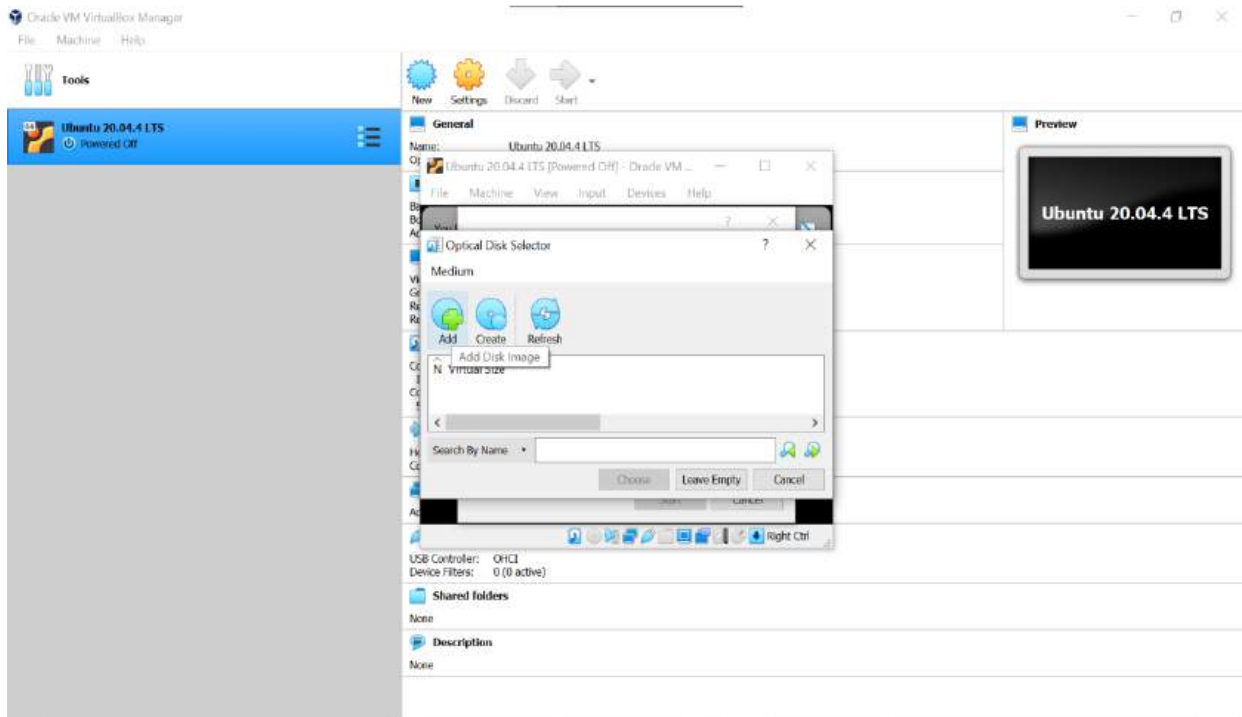 Oracle VM VirtualBox Manager
File Machine Help
Tools
Ubuntu 20.04.4 LTS
Powered Off
New Settings Discard Start
General
Name: Ubuntu 20.04.4 LTS
Preview
Ubuntu 20.04.4 LTS
Ubuntu 20.04.4 LTS [Powered Off] - Oracle VM ...
File Machine View Input Devices Help
Optical Disk Selector
Medium
Add Create Refresh
Add Disk Image
N Virtual Size
Search By Name
Choose Leave Empty Cancel
Start Cancel
Right Ctrl
USB Controller: OHCI
Device Filters: 0 (0 active)
Shared folders
None
Description
None